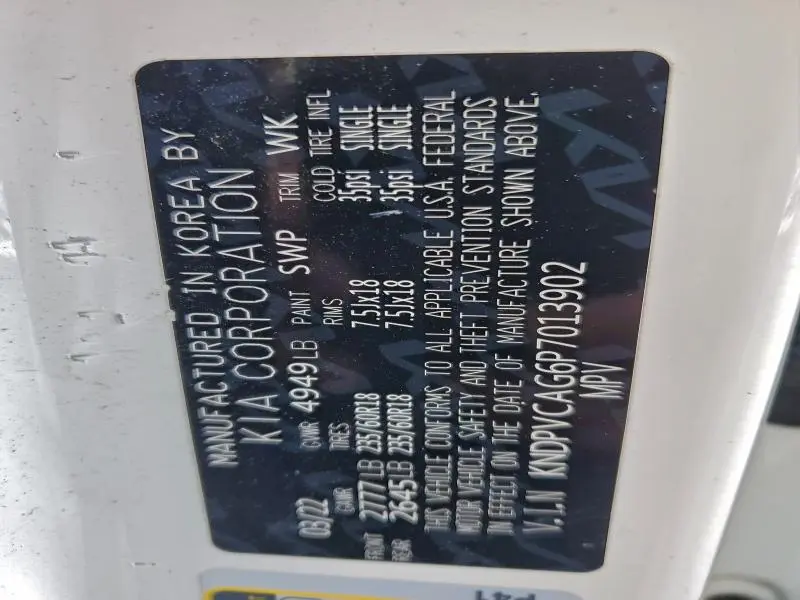 MANUFACTURED IN KOREA BY
KIA CORPORATION
03/22 GVWR 4949LB PAINT SWP TRIM WK
GAWR TIRES RIMS COLD TIRE INFL
FRONT 2777LB 235/60R18 7.5Jx18 35psi SINGLE
REAR 2645LB 235/60R18 7.5Jx18 35psi SINGLE
THIS VEHICLE CONFORMS TO ALL APPLICABLE U.S.A. FEDERAL
MOTOR VEHICLE SAFETY AND THEFT PREVENTION STANDARDS
IN EFFECT ON THE DATE OF MANUFACTURE SHOWN ABOVE.
V.I.N KNDPVCAG6P7013902
MPV